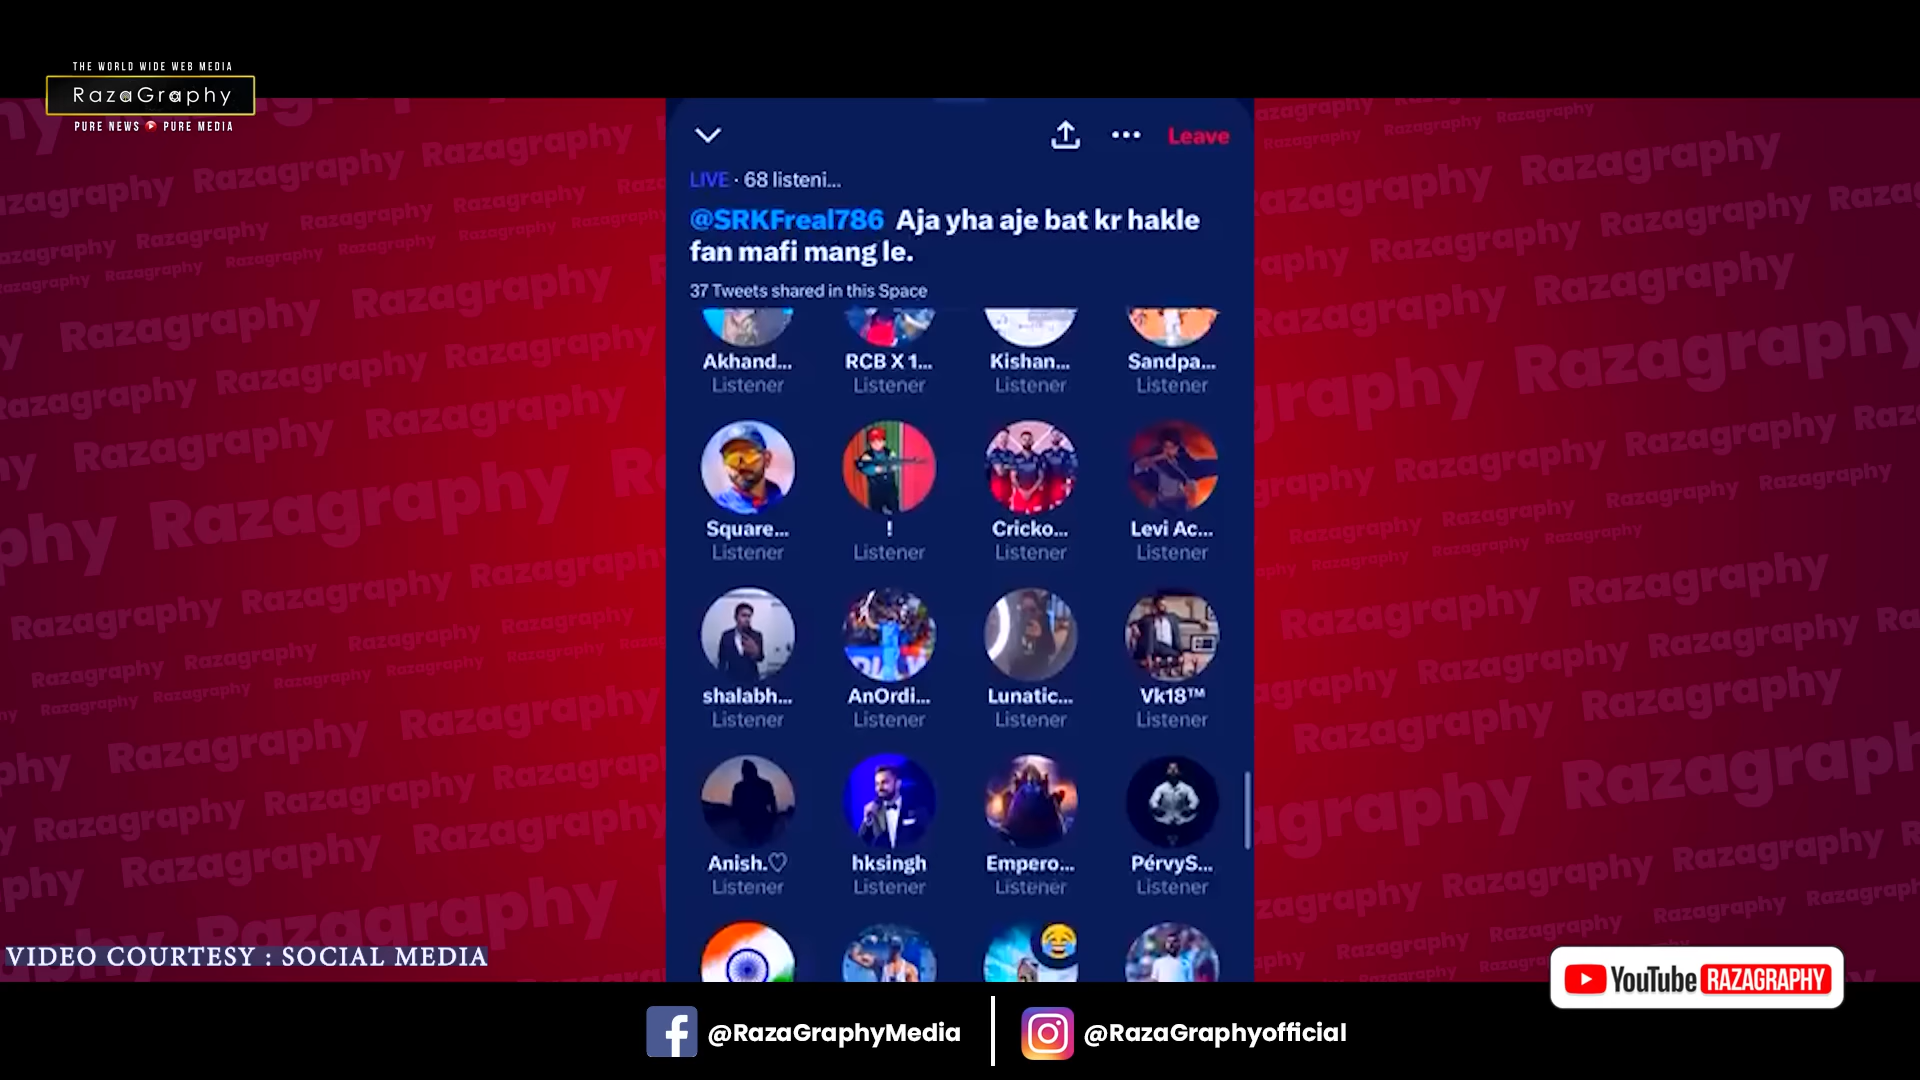 THE WORLD WIDE WEB MEDIA
RazaGraphy
PURE NEWS PURE MEDIA
Leave
LIVE · 68 listeni...
@SRKFreal786 Aja yha aje bat kr hakle
fan mafi mang le.
37 Tweets shared in this Space
Akhand... RCB X 1... Kishan... Sandpa...
Listener Listener Listener Listener
Square... ! Cricko... Levi Ac...
Listener Listener Listener Listener
shalabh... AnOrdi... Lunatic... Vk18™
Listener Listener Listener Listener
Anish.♡ hksingh Empero... PérvyS...
Listener Listener Listener Listener
VIDEO COURTESY : SOCIAL MEDIA
YouTube RAZAGRAPHY
@RazaGraphyMedia @RazaGraphyofficial